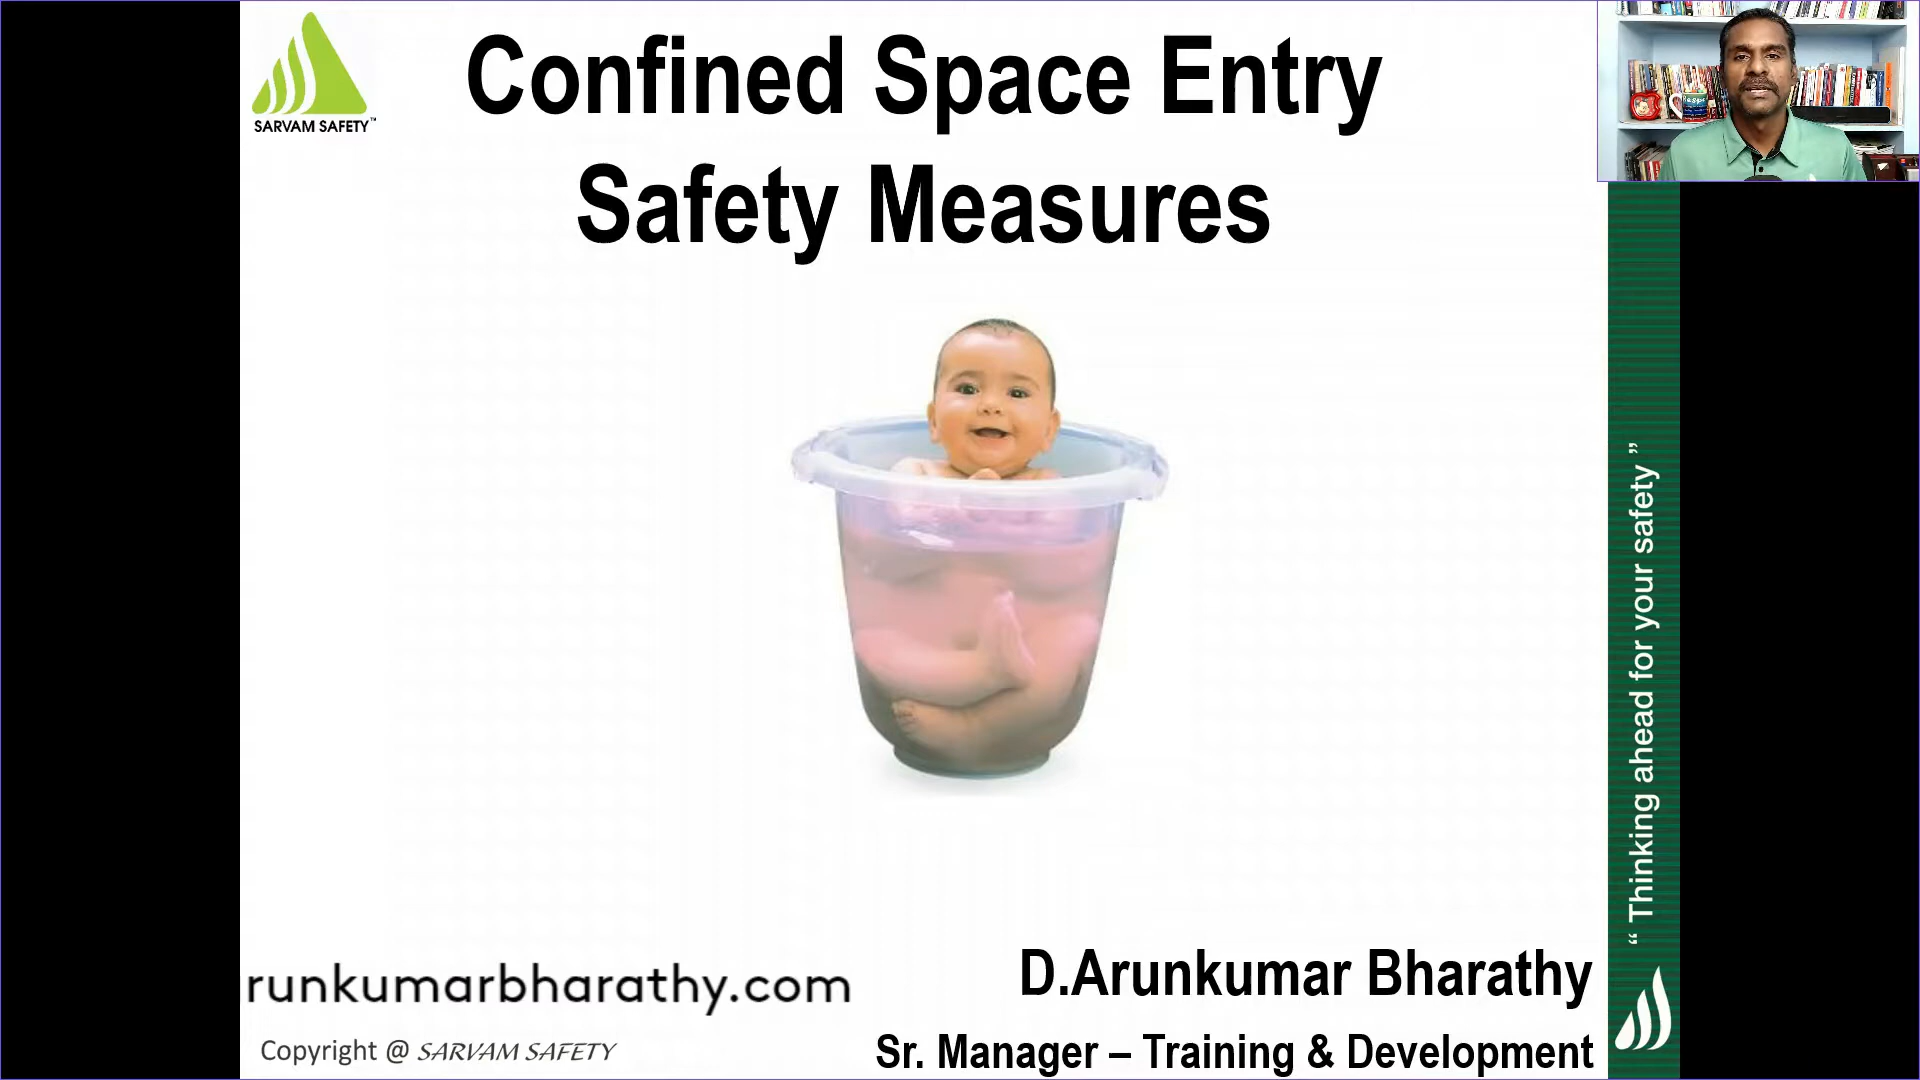 SARVAM SAFETY™
Confined Space Entry
Safety Measures
“ Thinking ahead for your safety ”
runkumarbharathy.com
D.Arunkumar Bharathy
Copyright @ SARVAM SAFETY
Sr. Manager – Training & Development